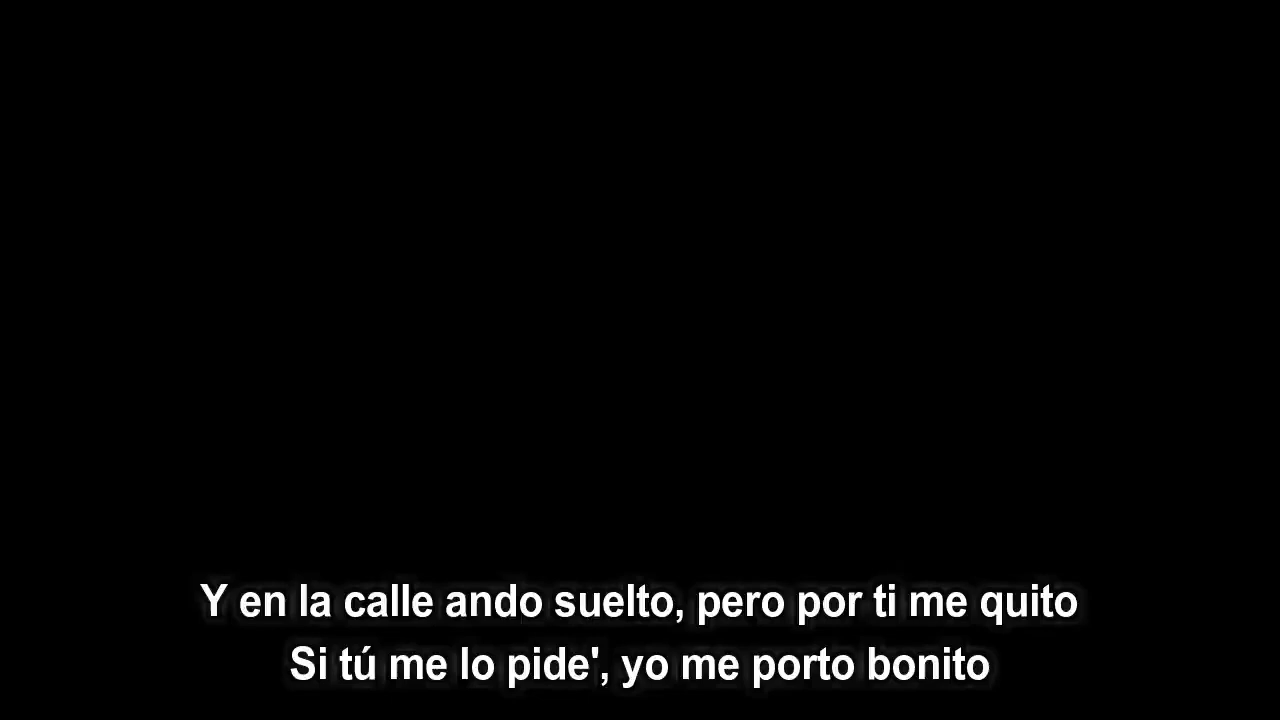 Y en la calle ando suelto, pero por ti me quito
Si tú me lo pide', yo me porto bonito